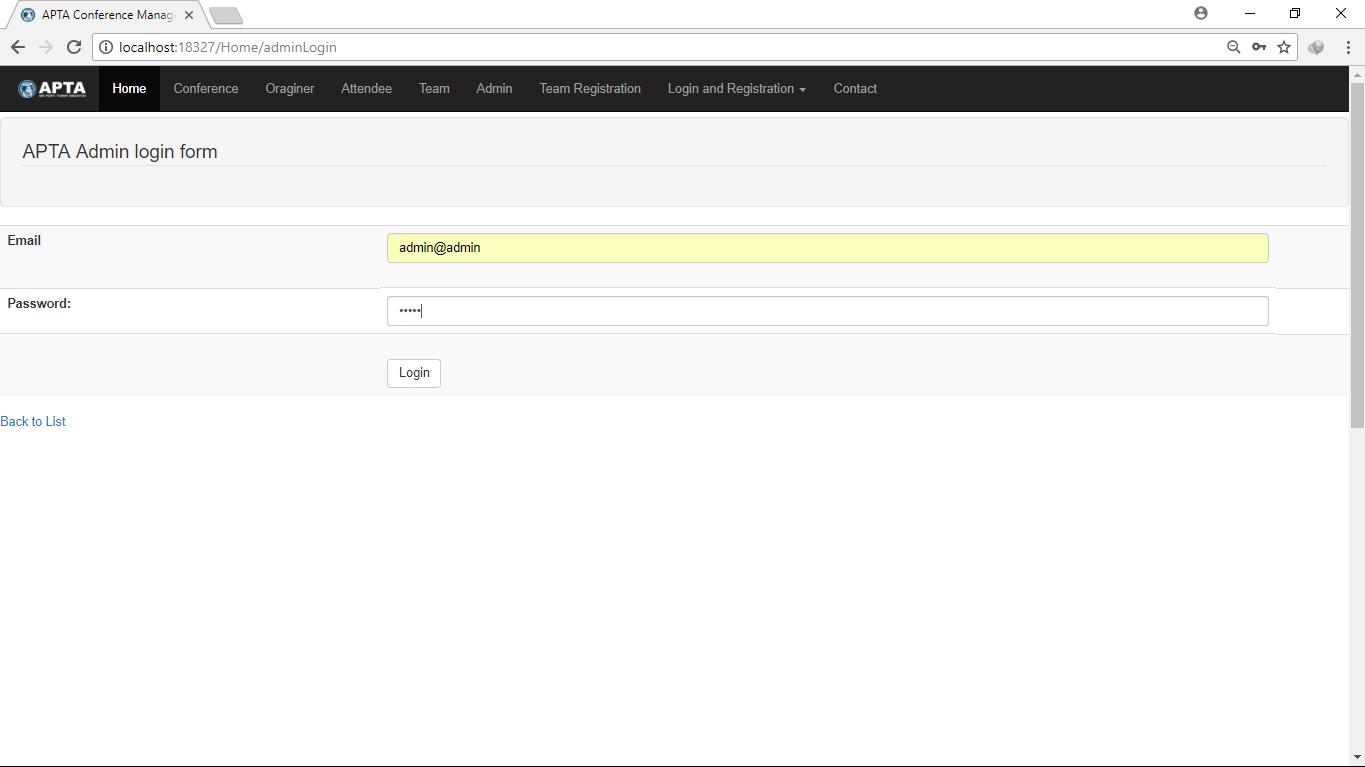 APTA Conference Manag
localhost:18327/Home/adminLogin
APTA Home Conference Oraginer Attendee Team Admin Team Registration Login and Registration Contact
APTA Admin login form
Email admin@admin
Password: •••••
Login
Back to List